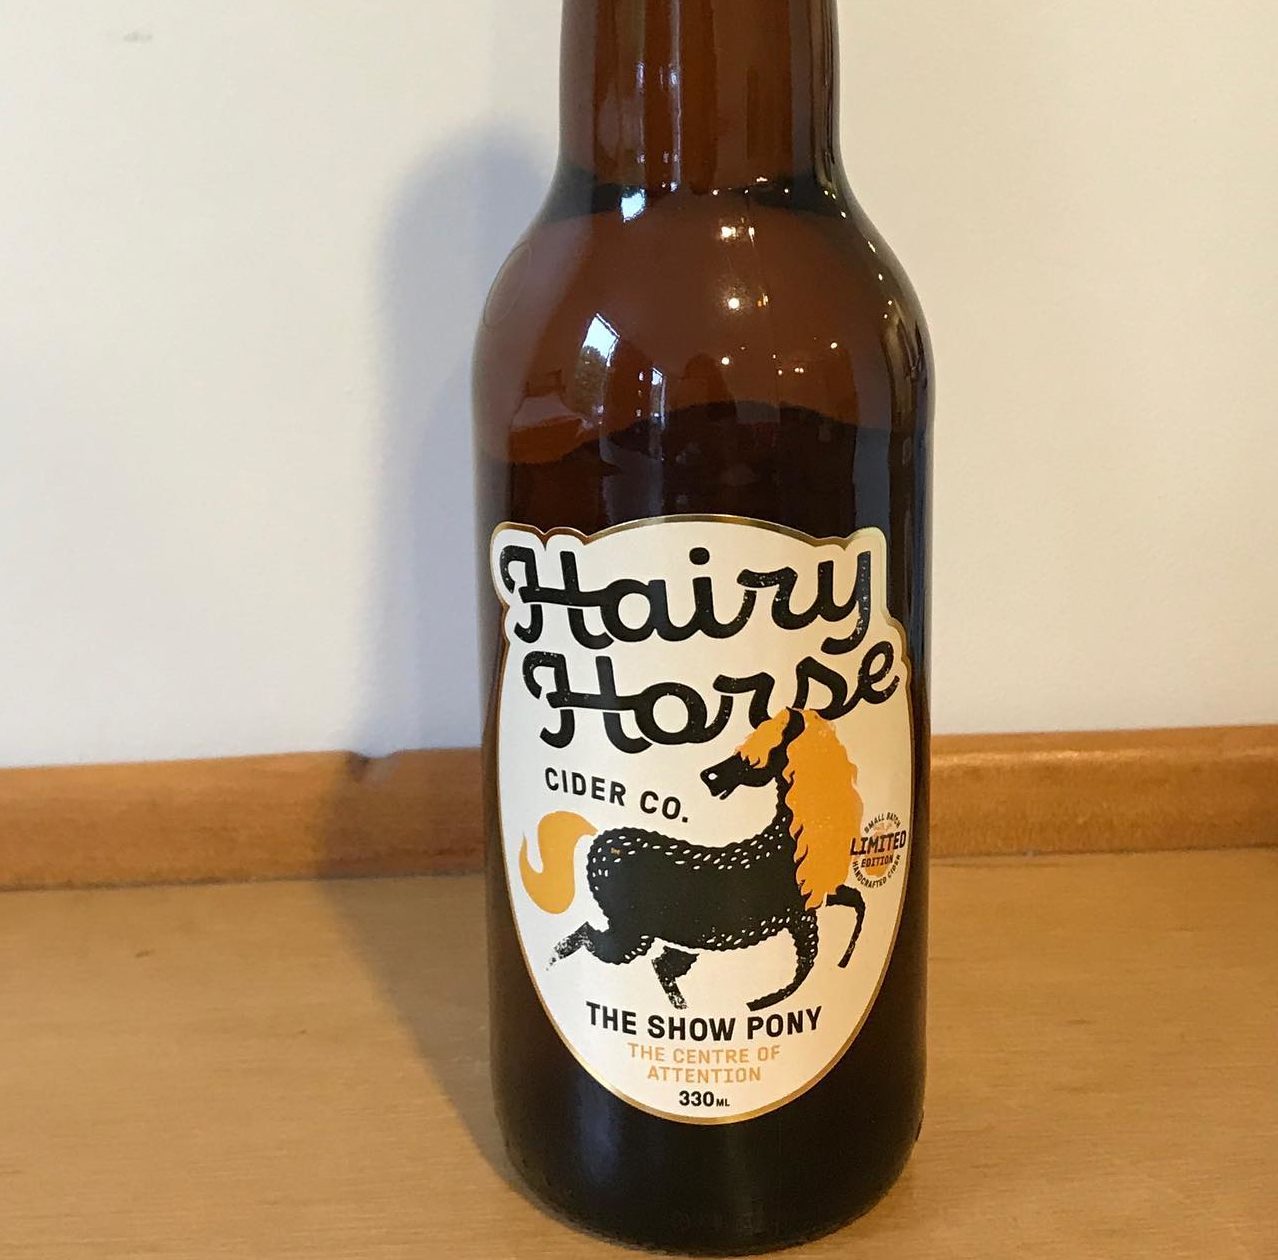 Hairy
Horse
CIDER CO.
SMALL BATCH
LIMITED
EDITION
HANDCRAFTED CIDER
THE SHOW PONY
THE CENTRE OF
ATTENTION
330ML